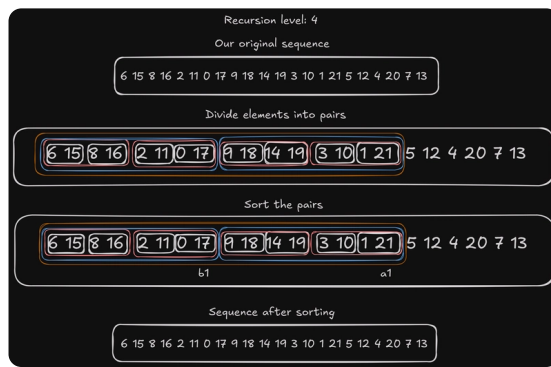 Recursion level: 4
Our original sequence
6 15 8 16 2 11 0 17 9 18 14 19 3 10 1 21 5 12 4 20 7 13
Divide elements into pairs
6 15 8 16 2 11 0 17 9 18 14 19 3 10 1 21 5 12 4 20 7 13
Sort the pairs
6 15 8 16 2 11 0 17 9 18 14 19 3 10 1 21 5 12 4 20 7 13
b1 a1
Sequence after sorting
6 15 8 16 2 11 0 17 9 18 14 19 3 10 1 21 5 12 4 20 7 13